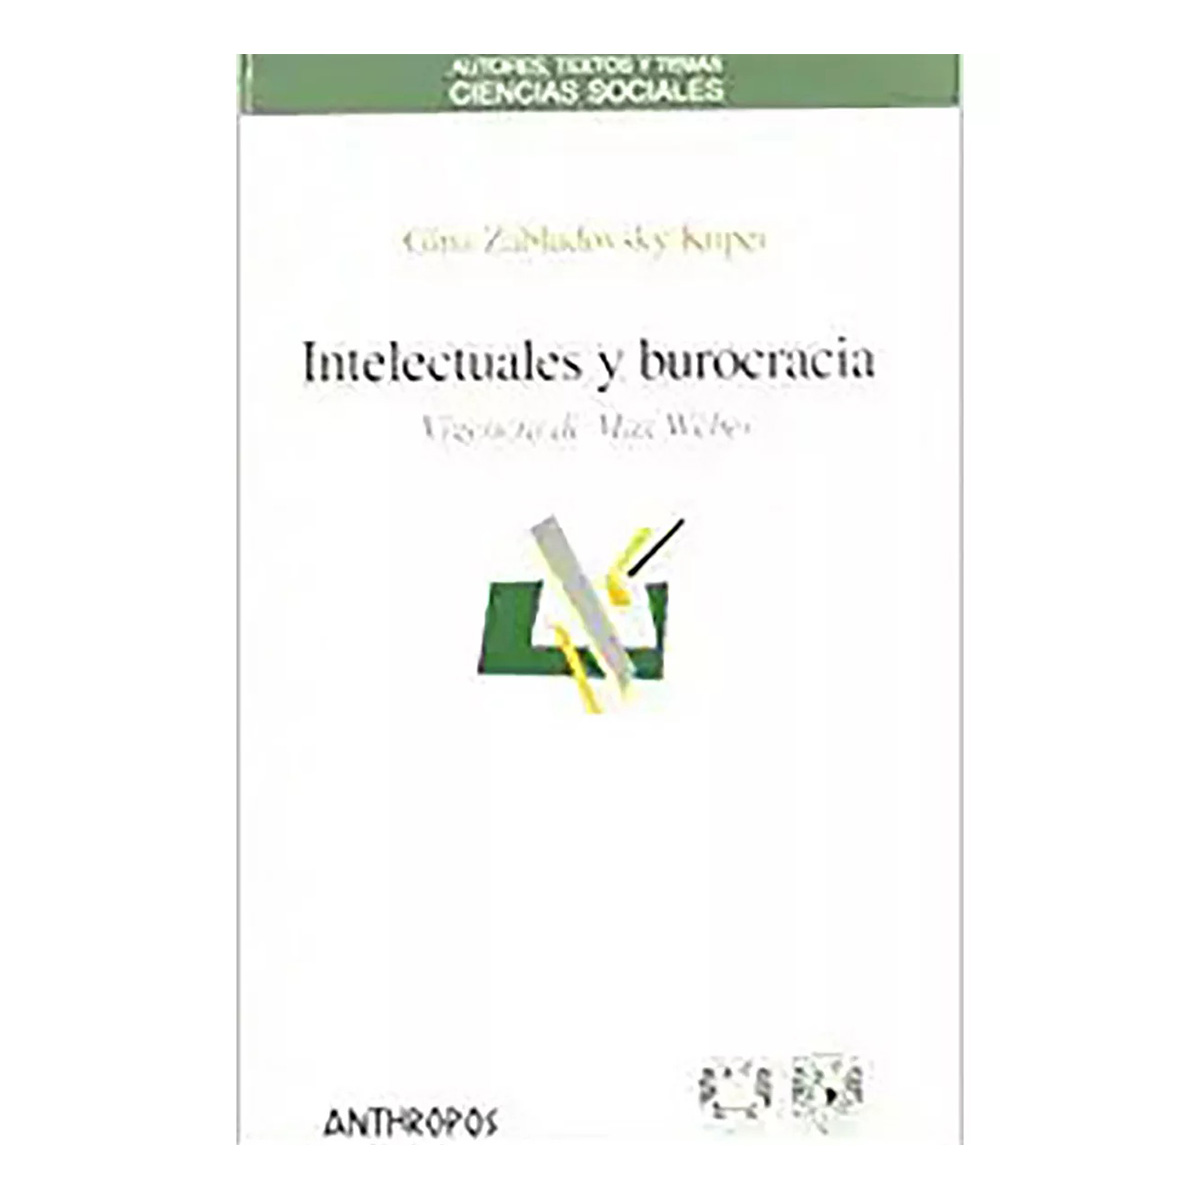 AUTORES, TEXTOS Y TEMAS
CIENCIAS SOCIALES
Gina Zabludovsky Kuper
Intelectuales y burocracia
Vigencia de Max Weber
ANTHROPOS